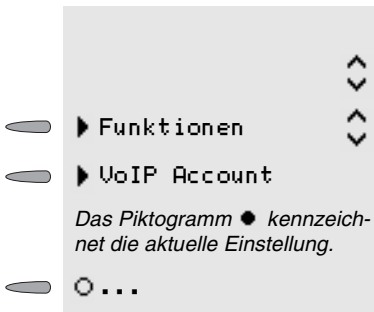 Funktionen
VoIP Account
Das Piktogramm ● kennzeich-
net die aktuelle Einstellung.
○...